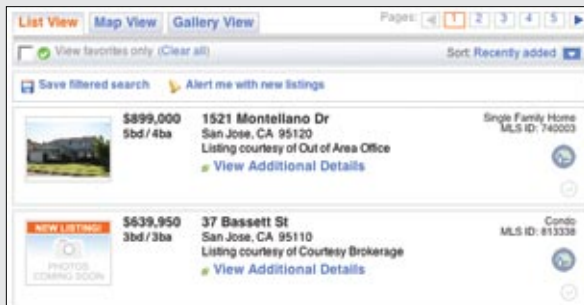 List View Map View Gallery View Pages: 1 2 3 4 5
View favorites only (Clear all) Sort: Recently added
Save filtered search Alert me with new listings
$899,000 1521 Montellano Dr Single Family Home
5bd/4ba San Jose, CA 95120 MLS ID: 740003
Listing courtesy of Out of Area Office
View Additional Details
NEW LISTING! $639,950 37 Bassett St Condo
3bd/3ba San Jose, CA 95110 MLS ID: 813338
Listing courtesy of Courtesy Brokerage
PHOTOS View Additional Details
COMING SOON